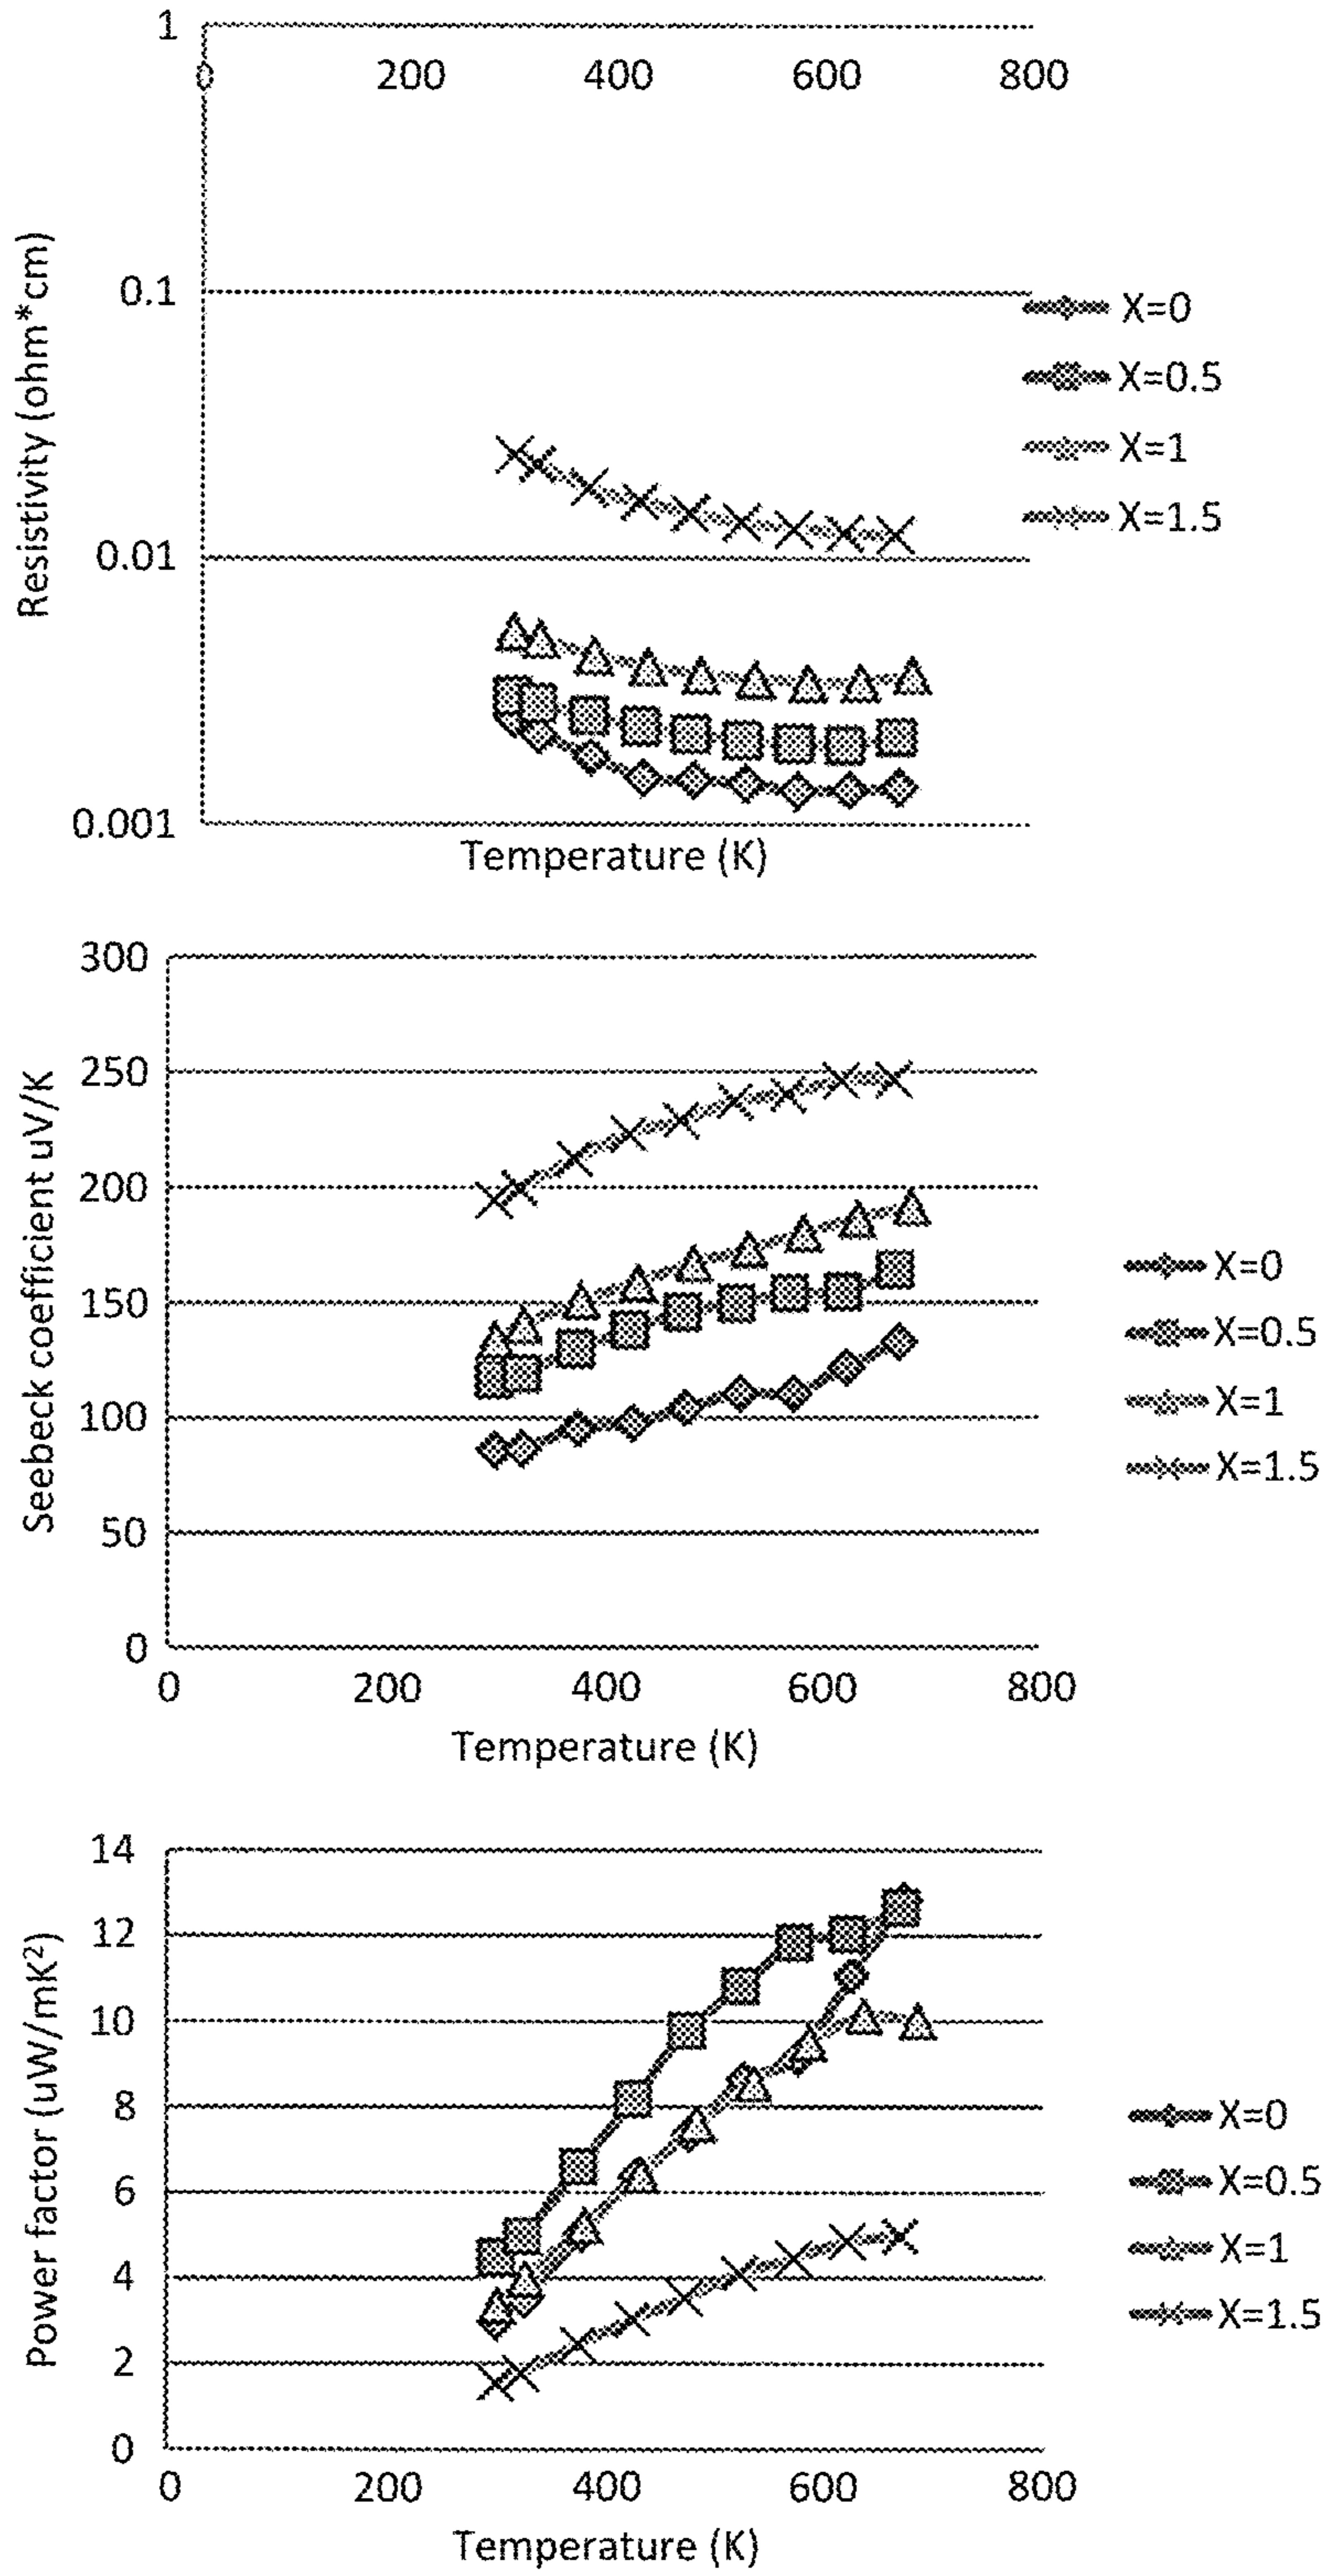 1
0 200 400 600 800
Resistivity (ohm*cm)
0.1
X=0
X=0.5
X=1
X=1.5
0.01
0.001
Temperature (K)
300
250
Seebeck coefficient uV/K
200
150
X=0
X=0.5
100
X=1
X=1.5
50
0
0 200 400 600 800
Temperature (K)
14
12
Power factor (uW/mK²)
10
8
X=0
X=0.5
6
X=1
4
X=1.5
2
0
0 200 400 600 800
Temperature (K)